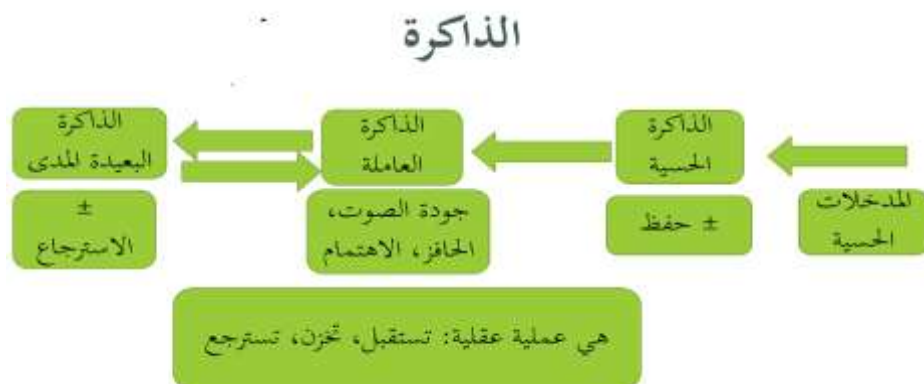 الذاكرة
المدخلات
الحسية
الذاكرة
الحسية
± حفظ
الذاكرة
العاملة
جودة الصوت،
الحافز، الاهتمام
الذاكرة
البعيدة المدى
±
الاسترجاع
هي عملية عقلية: تستقبل، تخزن، تسترجع